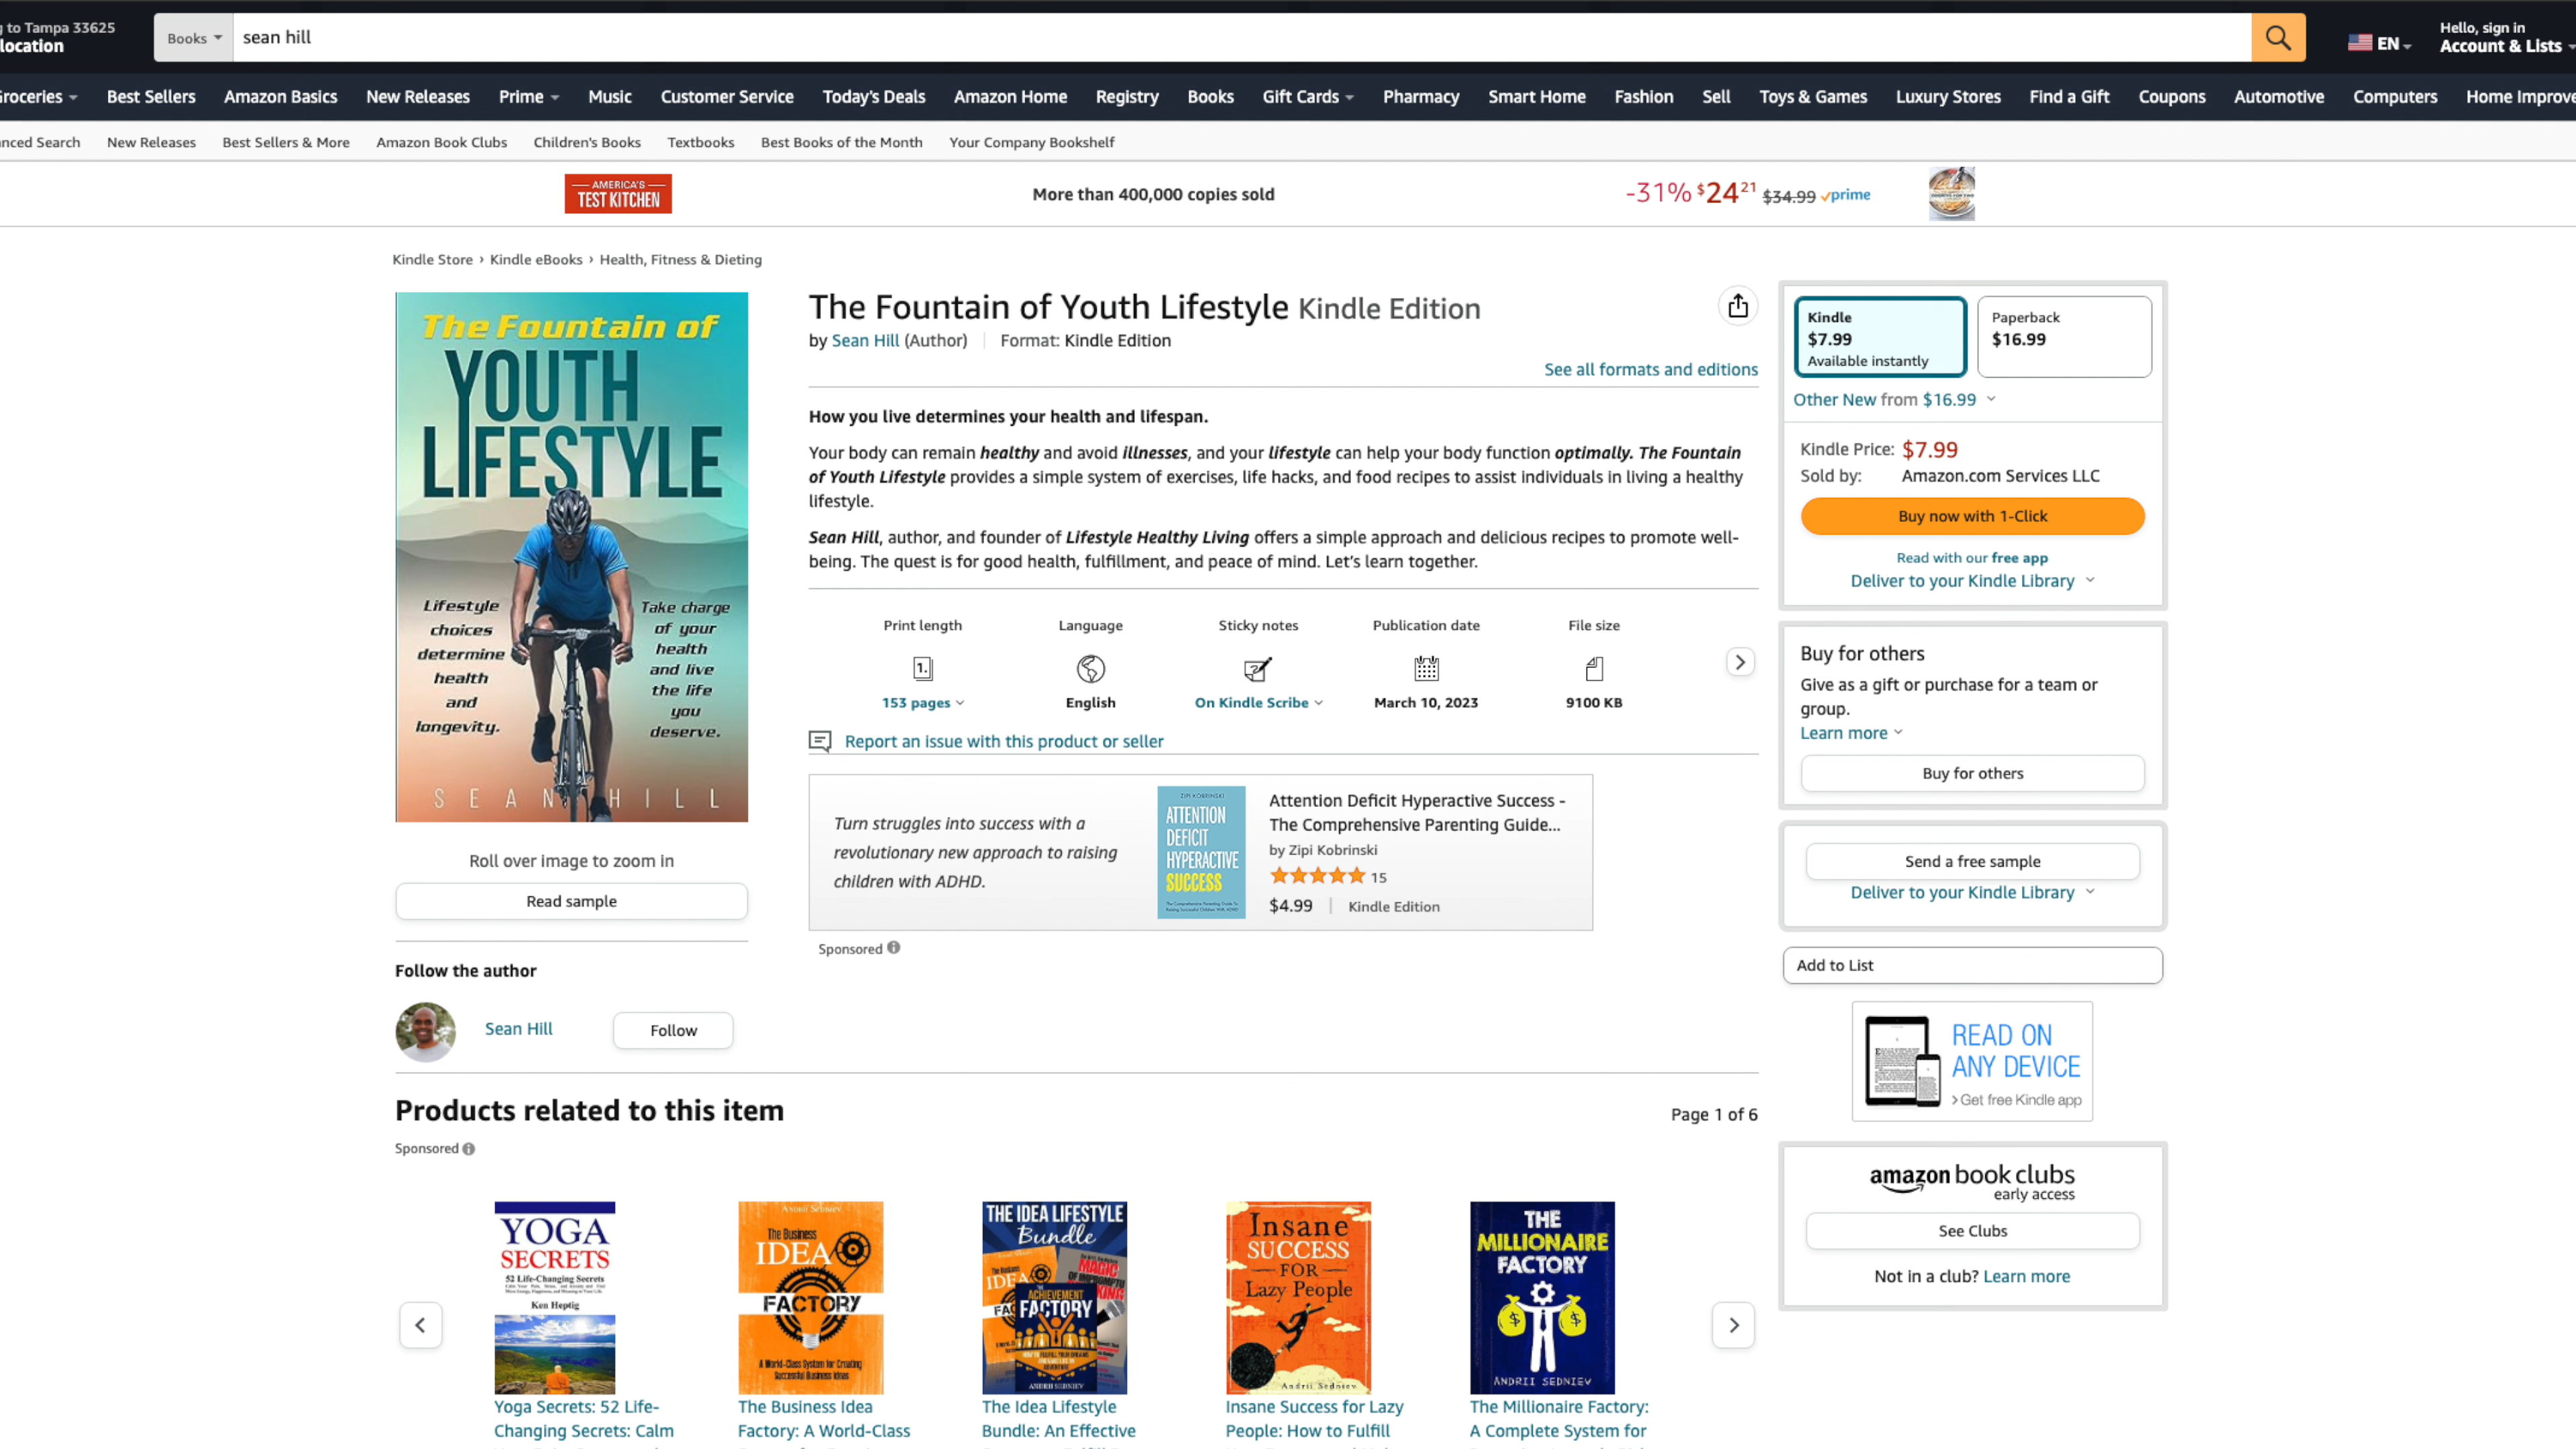 g to Tampa 33625
location
Books
sean hill
EN
Hello, sign in
Account & Lists
Groceries
Best Sellers
Amazon Basics
New Releases
Prime
Music
Customer Service
Today's Deals
Amazon Home
Registry
Books
Gift Cards
Pharmacy
Smart Home
Fashion
Sell
Toys & Games
Luxury Stores
Find a Gift
Coupons
Automotive
Computers
Home Improve
nced Search
New Releases
Best Sellers & More
Amazon Book Clubs
Children's Books
Textbooks
Best Books of the Month
Your Company Bookshelf
AMERICA'S
TEST KITCHEN
More than 400,000 copies sold
-31% $24 21 $34.99 prime
Kindle Store › Kindle eBooks › Health, Fitness & Dieting
The Fountain of
YOUTH
LIFESTYLE
Lifestyle
choices
determine
health
and
longevity.
Take charge
of your
health
and live
the life
you
deserve.
SEAN HILL
Roll over image to zoom in
Read sample
Follow the author
Sean Hill
Follow
The Fountain of Youth Lifestyle Kindle Edition
by Sean Hill (Author)
Format: Kindle Edition
See all formats and editions
How you live determines your health and lifespan.
Your body can remain healthy and avoid illnesses, and your lifestyle can help your body function optimally. The Fountain
of Youth Lifestyle provides a simple system of exercises, life hacks, and food recipes to assist individuals in living a healthy
lifestyle.
Sean Hill, author, and founder of Lifestyle Healthy Living offers a simple approach and delicious recipes to promote well-
being. The quest is for good health, fulfillment, and peace of mind. Let's learn together.
Print length
1.
153 pages
Language
English
Sticky notes
On Kindle Scribe
Publication date
March 10, 2023
File size
9100 KB
Report an issue with this product or seller
Turn struggles into success with a
revolutionary new approach to raising
children with ADHD.
ZIPI KOBRINSKI
ATTENTION
DEFICIT
HYPERACTIVE
SUCCESS
Attention Deficit Hyperactive Success -
The Comprehensive Parenting Guide...
by Zipi Kobrinski
15
$4.99
Kindle Edition
Sponsored
Kindle
$7.99
Available instantly
Paperback
$16.99
Other New from $16.99
Kindle Price: $7.99
Sold by: Amazon.com Services LLC
Buy now with 1-Click
Read with our free app
Deliver to your Kindle Library
Buy for others
Give as a gift or purchase for a team or
group.
Learn more
Buy for others
Send a free sample
Deliver to your Kindle Library
Add to List
READ ON
ANY DEVICE
› Get free Kindle app
amazon book clubs
early access
See Clubs
Not in a club? Learn more
Products related to this item
Page 1 of 6
Sponsored
YOGA
SECRETS
52 Life-Changing Secrets
Ken Heptig
Yoga Secrets: 52 Life-
Changing Secrets: Calm
Andrii Sedniev
The Business
IDEA
FACTORY
A World-Class System for Creating
Successful Business Ideas
The Business Idea
Factory: A World-Class
THE IDEA LIFESTYLE
Bundle
ACHIEVEMENT
FACTORY
ANDRII SEDNIEV
The Idea Lifestyle
Bundle: An Effective
Insane
SUCCESS
FOR
Lazy People
Andrii Sedniev
Insane Success for Lazy
People: How to Fulfill
THE
MILLIONAIRE
FACTORY
ANDRII SEDNIEV
The Millionaire Factory:
A Complete System for